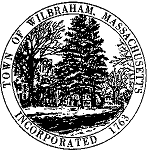 TOWN OF WILBRAHAM, MASSACHUSETTS
INCORPORATED 1763